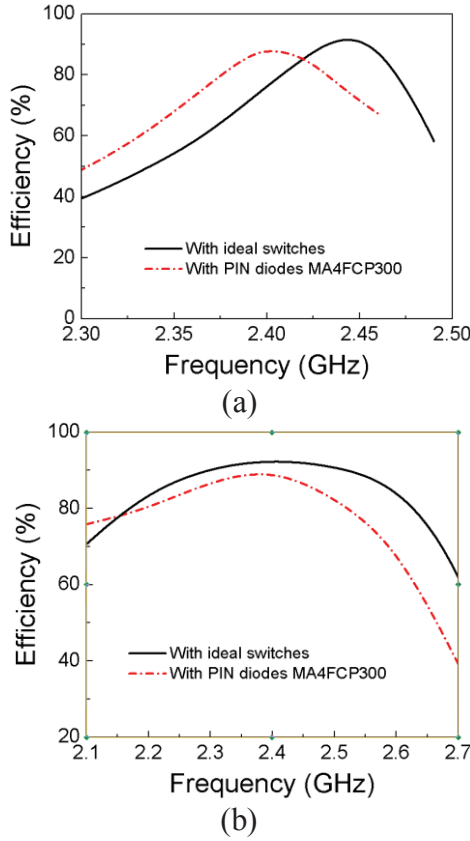 100
80
60
40
20
0
Efficiency (%)
With ideal switches
With PIN diodes MA4FCP300
2.30 2.35 2.40 2.45 2.50
Frequency (GHz)
(a)
100
80
60
40
20
Efficiency (%)
With ideal switches
With PIN diodes MA4FCP300
2.1 2.2 2.3 2.4 2.5 2.6 2.7
Frequency (GHz)
(b)